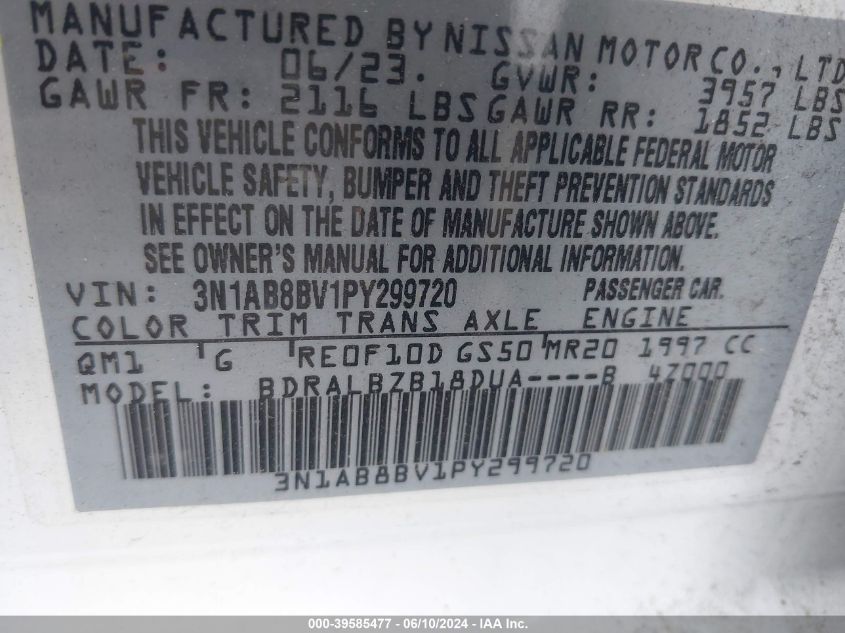 MANUFACTURED BY NISSAN MOTOR CO., LTD
DATE: 06/23. GVWR: 3957 LBS
GAWR FR: 2116 LBS GAWR RR: 1852 LBS
THIS VEHICLE CONFORMS TO ALL APPLICABLE FEDERAL MOTOR
VEHICLE SAFETY, BUMPER AND THEFT PREVENTION STANDARDS
IN EFFECT ON THE DATE OF MANUFACTURE SHOWN ABOVE.
SEE OWNER'S MANUAL FOR ADDITIONAL INFORMATION.
VIN: 3N1AB8BV1PY299720 PASSENGER CAR.
COLOR TRIM TRANS AXLE ENGINE
QM1 G RE0F10D GS50 MR20 1997 CC
MODEL: BDRALBZB18DUA----B 4Z000
3N1AB8BV1PY299720
000-39585477 - 06/10/2024 - IAAI.COM